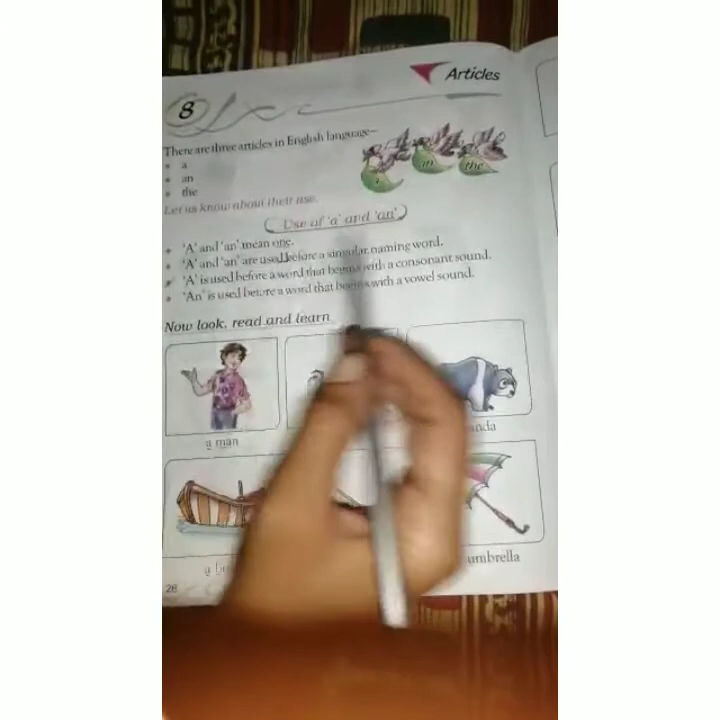 Articles
8
There are three articles in English language–
• a
• an
• the
an
the
Let us know about their use.
Use of 'a' and 'an'
• 'A' and 'an' mean one.
• 'A' and 'an' are used before a singular naming word.
• 'A' is used before a word that begins with a consonant sound.
• 'An' is used before a word that begins with a vowel sound.
Now look, read and learn
a man
umbrella
26